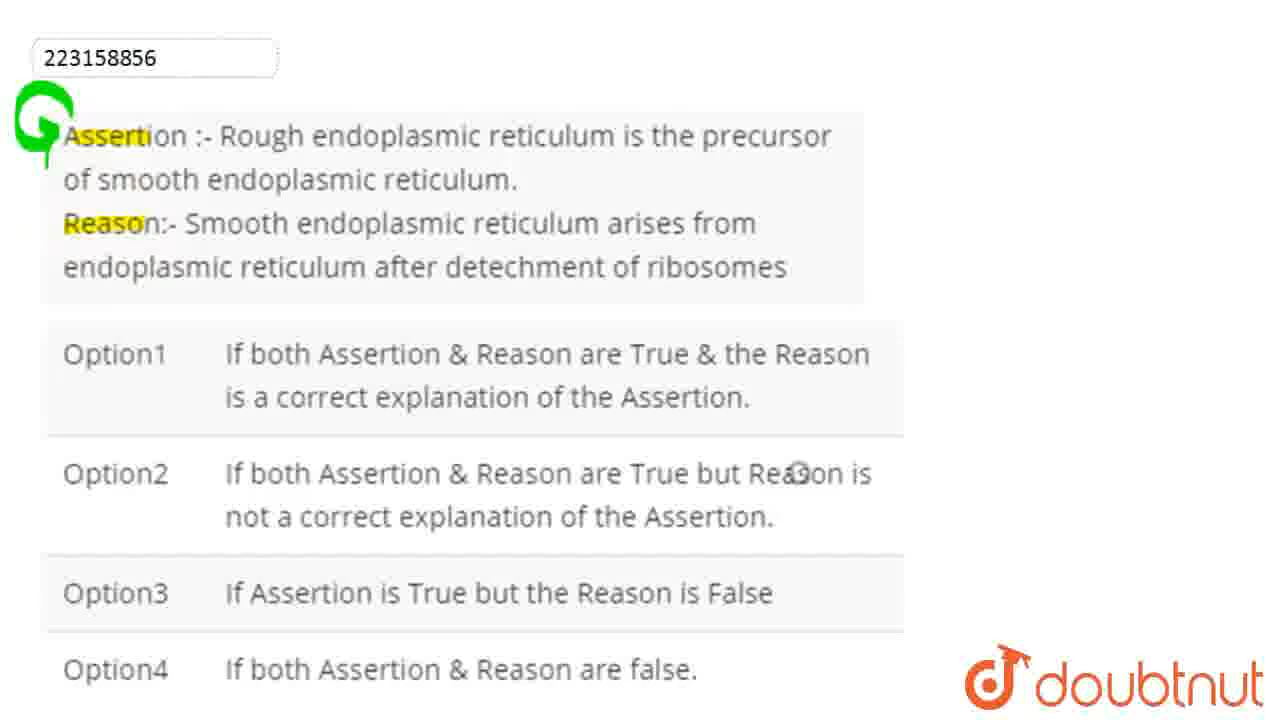 223158856
Assertion :- Rough endoplasmic reticulum is the precursor
of smooth endoplasmic reticulum.
Reason:- Smooth endoplasmic reticulum arises from
endoplasmic reticulum after detechment of ribosomes
Option1 If both Assertion & Reason are True & the Reason
is a correct explanation of the Assertion.
Option2 If both Assertion & Reason are True but Reason is
not a correct explanation of the Assertion.
Option3 If Assertion is True but the Reason is False
Option4 If both Assertion & Reason are false.
doubtnut